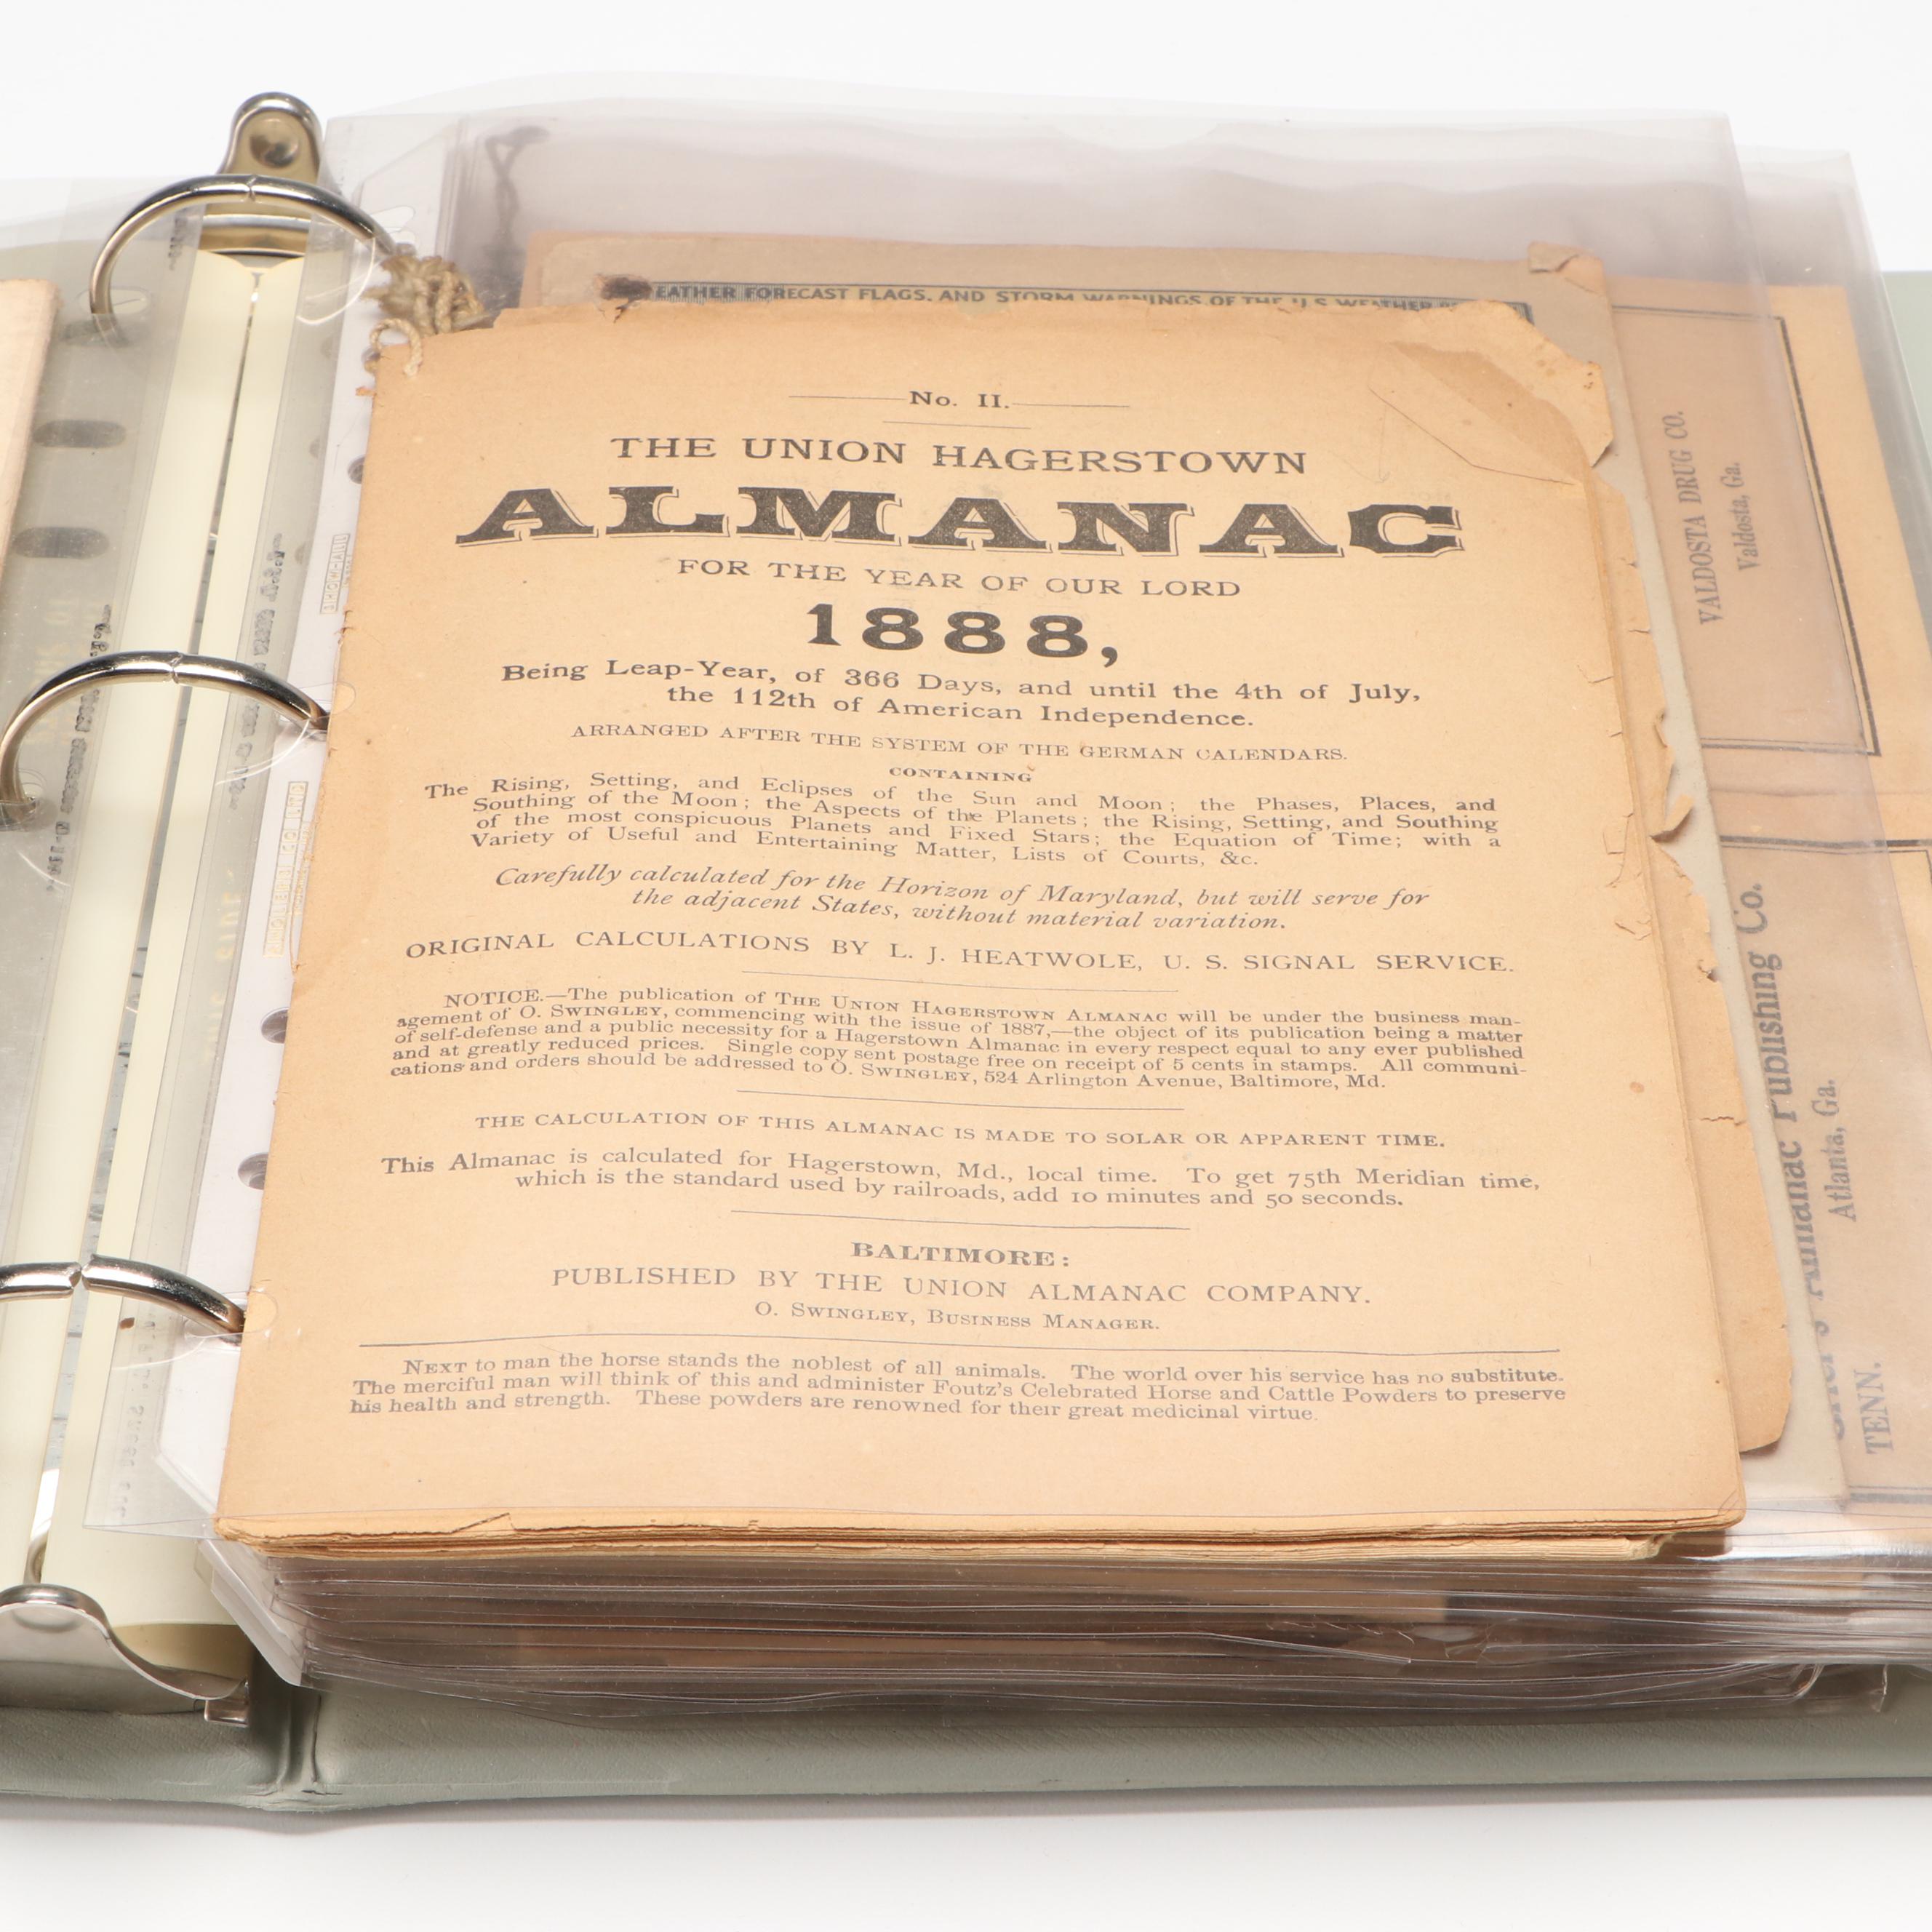 EATHER FORECAST FLAGS, AND STORM WARNINGS OF THE U.S. WEATHER
No. II.
THE UNION HAGERSTOWN
ALMANAC
FOR THE YEAR OF OUR LORD
1888,
Being Leap-Year, of 366 Days, and until the 4th of July,
the 112th of American Independence.
ARRANGED AFTER THE SYSTEM OF THE GERMAN CALENDARS.
CONTAINING
The Rising, Setting, and Eclipses of the Sun and Moon; the Phases, Places, and
Southing of the Moon; the Aspects of the Planets; the Rising, Setting, and Southing
of the most conspicuous Planets and Fixed Stars; the Equation of Time; with a
Variety of Useful and Entertaining Matter, Lists of Courts, &c.
Carefully calculated for the Horizon of Maryland, but will serve for
the adjacent States, without material variation.
ORIGINAL CALCULATIONS BY L. J. HEATWOLE, U. S. SIGNAL SERVICE.
NOTICE.—The publication of THE UNION HAGERSTOWN ALMANAC will be under the business man-
agement of O. SWINGLEY, commencing with the issue of 1887,—the object of its publication being a matter
of self-defense and a public necessity for a Hagerstown Almanac in every respect equal to any ever published
and at greatly reduced prices. Single copy sent postage free on receipt of 5 cents in stamps. All communi-
cations and orders should be addressed to O. SWINGLEY, 524 Arlington Avenue, Baltimore, Md.
THE CALCULATION OF THIS ALMANAC IS MADE TO SOLAR OR APPARENT TIME.
This Almanac is calculated for Hagerstown, Md., local time. To get 75th Meridian time,
which is the standard used by railroads, add 10 minutes and 50 seconds.
BALTIMORE:
PUBLISHED BY THE UNION ALMANAC COMPANY.
O. SWINGLEY, BUSINESS MANAGER.
NEXT to man the horse stands the noblest of all animals. The world over his service has no substitute.
The merciful man will think of this and administer Foutz's Celebrated Horse and Cattle Powders to preserve
his health and strength. These powders are renowned for their great medicinal virtue.
VALDOSTA DRUG CO.
Valdosta, Ga.
Almanac Publishing Co.
Atlanta, Ga.
TENN.